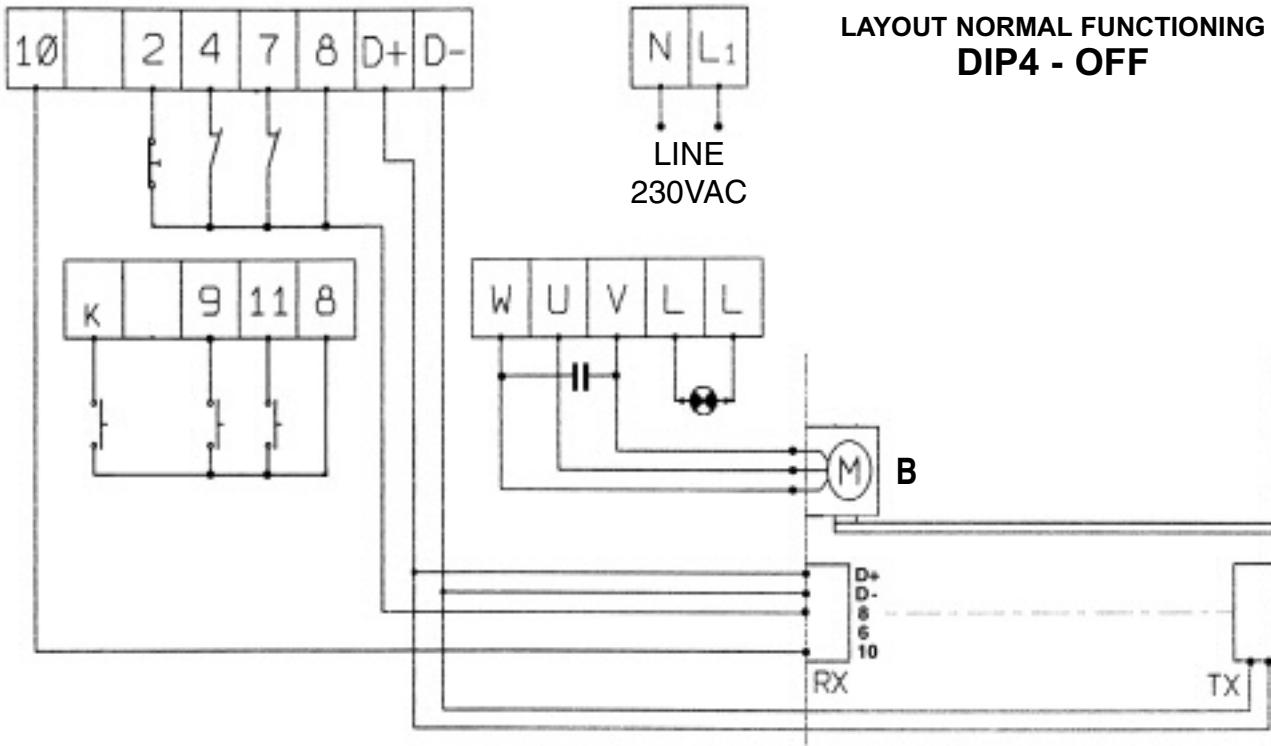 LAYOUT NORMAL FUNCTIONING
DIP4 - OFF
10 2 4 7 8 D+ D-
N L1
LINE
230VAC
K 9 11 8
W U V L L
M
B
D+
D-
8
6
10
RX
TX